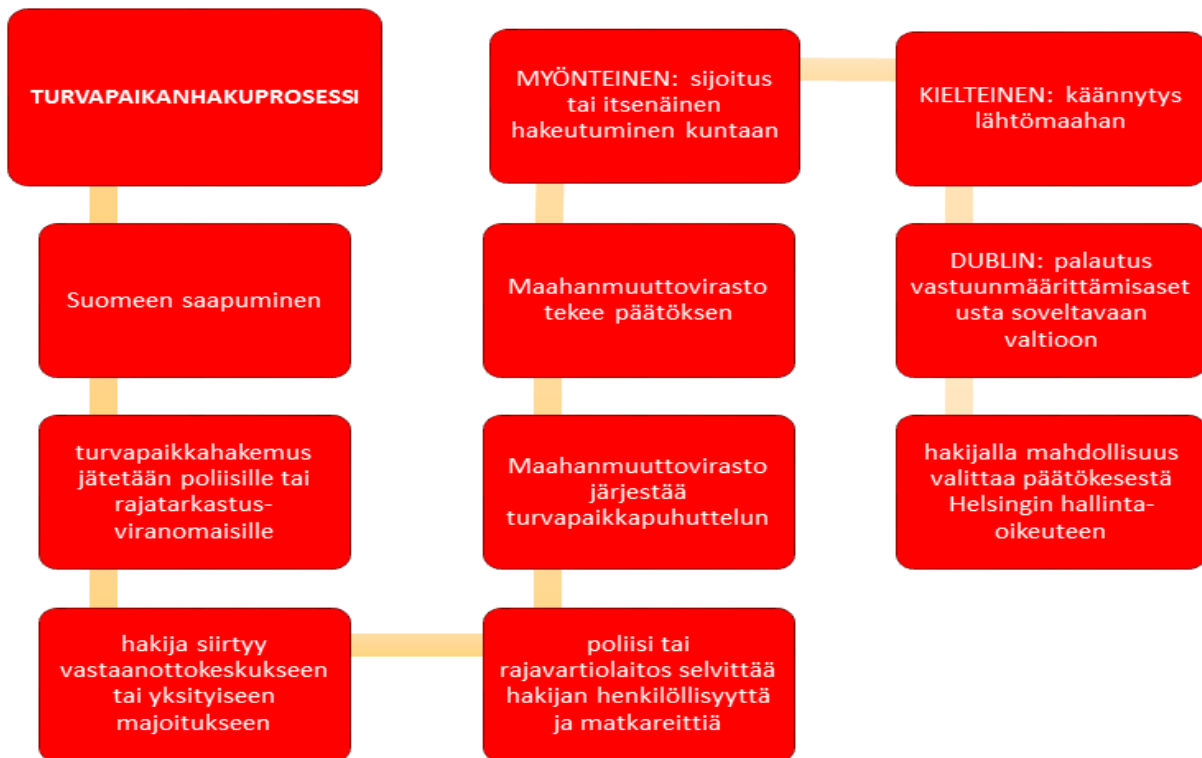 TURVAPAIKANHAKUPROSESSI
Suomeen saapuminen
turvapaikkahakemus
jätetään poliisille tai
rajatarkastus-
viranomaisille
hakija siirtyy
vastaanottokeskukseen
tai yksityiseen
majoitukseen
poliisi tai
rajavartiolaitos selvittää
hakijan henkilöllisyyttä
ja matkareittiä
Maahanmuuttovirasto
järjestää
turvapaikkapuhuttelun
Maahanmuuttovirasto
tekee päätöksen
MYÖNTEINEN: sijoitus
tai itsenäinen
hakeutuminen kuntaan
KIELTEINEN: käännytys
lähtömaahan
DUBLIN: palautus
vastuunmäärittämisaset
usta soveltavaan
valtioon
hakijalla mahdollisuus
valittaa päätökesestä
Helsingin hallinta-
oikeuteen